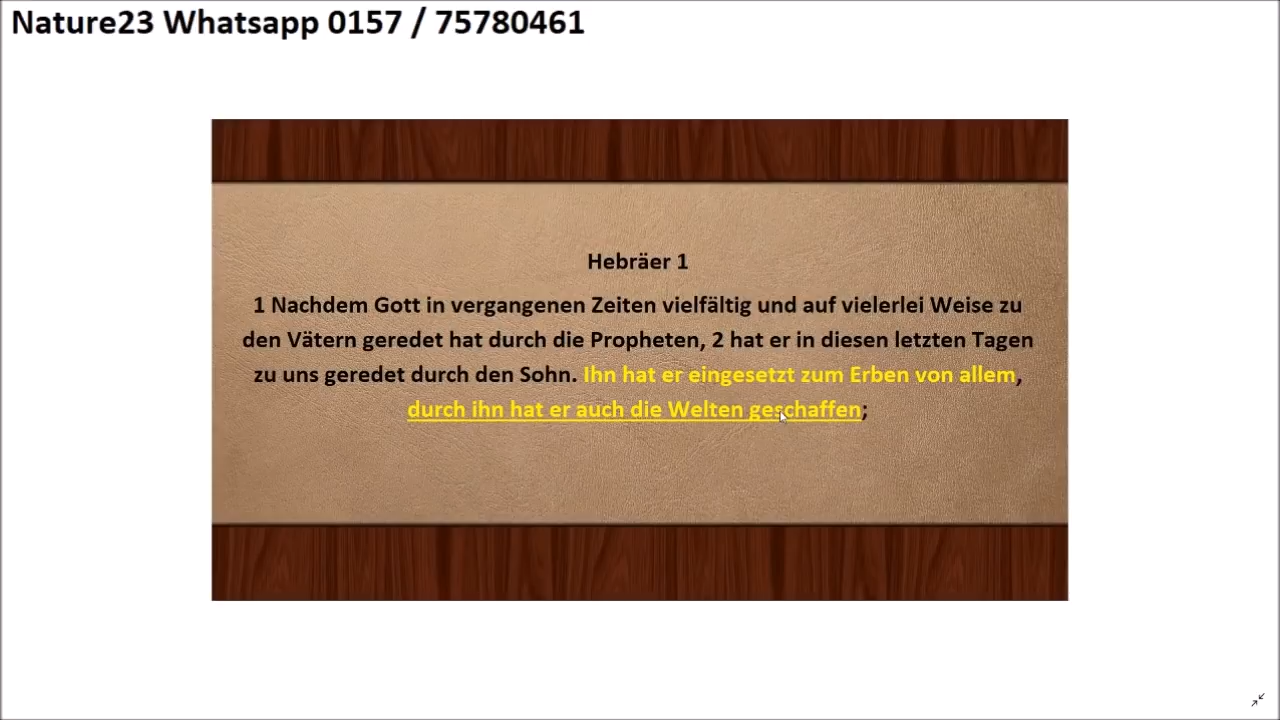 Nature23 Whatsapp 0157 / 75780461
Hebräer 1
1 Nachdem Gott in vergangenen Zeiten vielfältig und auf vielerlei Weise zu
den Vätern geredet hat durch die Propheten, 2 hat er in diesen letzten Tagen
zu uns geredet durch den Sohn. Ihn hat er eingesetzt zum Erben von allem,
durch ihn hat er auch die Welten geschaffen;